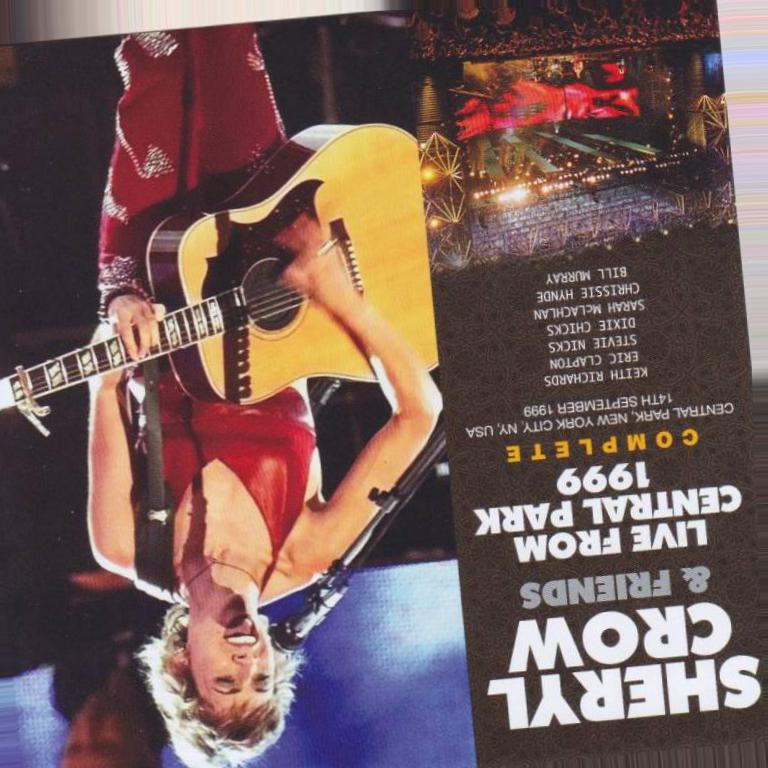 SHERYL
CROW
& FRIENDS
LIVE FROM
CENTRAL PARK
1999
COMPLETE
CENTRAL PARK, NEW YORK CITY, NY, USA
14TH SEPTEMBER 1999
KEITH RICHARDS
ERIC CLAPTON
STEVIE NICKS
DIXIE CHICKS
SARAH McLACHLAN
CHRISSIE HYNDE
BILL MURRAY